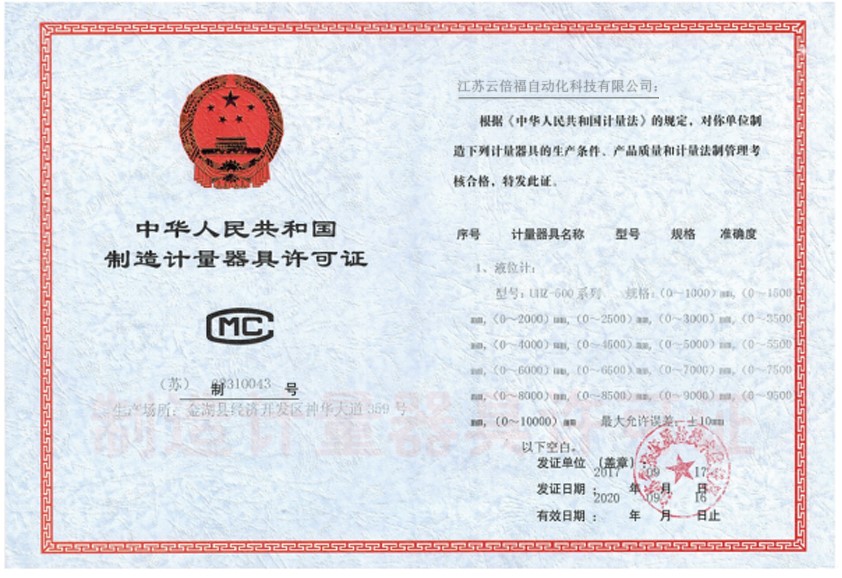 中华人民共和国
制造计量器具许可证
CMC
（苏） 制 08310043 号
生产场所：金湖县经济开发区神华大道359号
江苏云倍福自动化科技有限公司：
根据《中华人民共和国计量法》的规定，对你单位制
造下列计量器具的生产条件、产品质量和计量法制管理考
核合格，特发此证。
序号 计量器具名称 型号 规格 准确度
1、液位计：
型号：UHZ-500系列 规格：（0～1000）mm,（0～1500
mm,（0～2000）mm,（0～2500）mm,（0～3000）mm,（0～3500
mm,（0～4000）mm,（0～4500）mm,（0～5000）mm,（0～5500
mm,（0～6000）mm,（0～6500）mm,（0～7000）mm,（0～7500
mm,（0～8000）mm,（0～8500）mm,（0～9000）mm,（0～9500
mm,（0～10000）mm 最大允许误差：±10mm
以下空白。
发证单位（盖章）：
发证日期：2017 年 09 月 17 日
有效日期：2020 年 09 月 16 日止
制造计量器具许可证